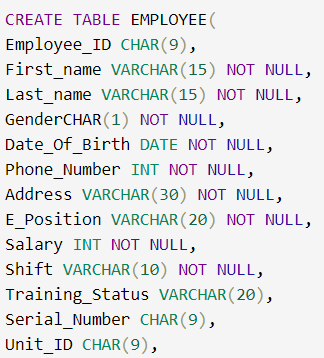 CREATE TABLE EMPLOYEE(
Employee_ID CHAR(9),
First_name VARCHAR(15) NOT NULL,
Last_name VARCHAR(15) NOT NULL,
GenderCHAR(1) NOT NULL,
Date_Of_Birth DATE NOT NULL,
Phone_Number INT NOT NULL,
Address VARCHAR(30) NOT NULL,
E_Position VARCHAR(20) NOT NULL,
Salary INT NOT NULL,
Shift VARCHAR(10) NOT NULL,
Training_Status VARCHAR(20),
Serial_Number CHAR(9),
Unit_ID CHAR(9),